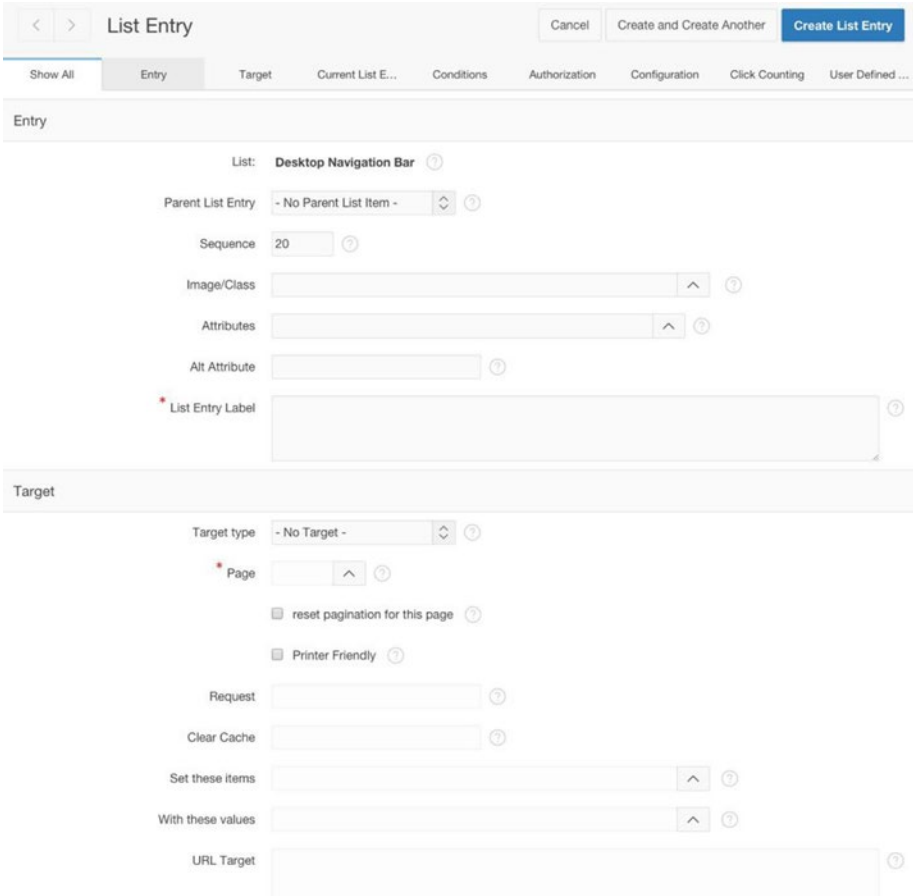 List Entry
Cancel
Create and Create Another
Create List Entry
Show All
Entry
Target
Current List E...
Conditions
Authorization
Configuration
Click Counting
User Defined ...
Entry
List: Desktop Navigation Bar ?
Parent List Entry - No Parent List Item - ?
Sequence 20 ?
Image/Class ?
Attributes ?
Alt Attribute ?
* List Entry Label ?
Target
Target type - No Target - ?
* Page ?
reset pagination for this page ?
Printer Friendly ?
Request ?
Clear Cache ?
Set these items ?
With these values ?
URL Target ?